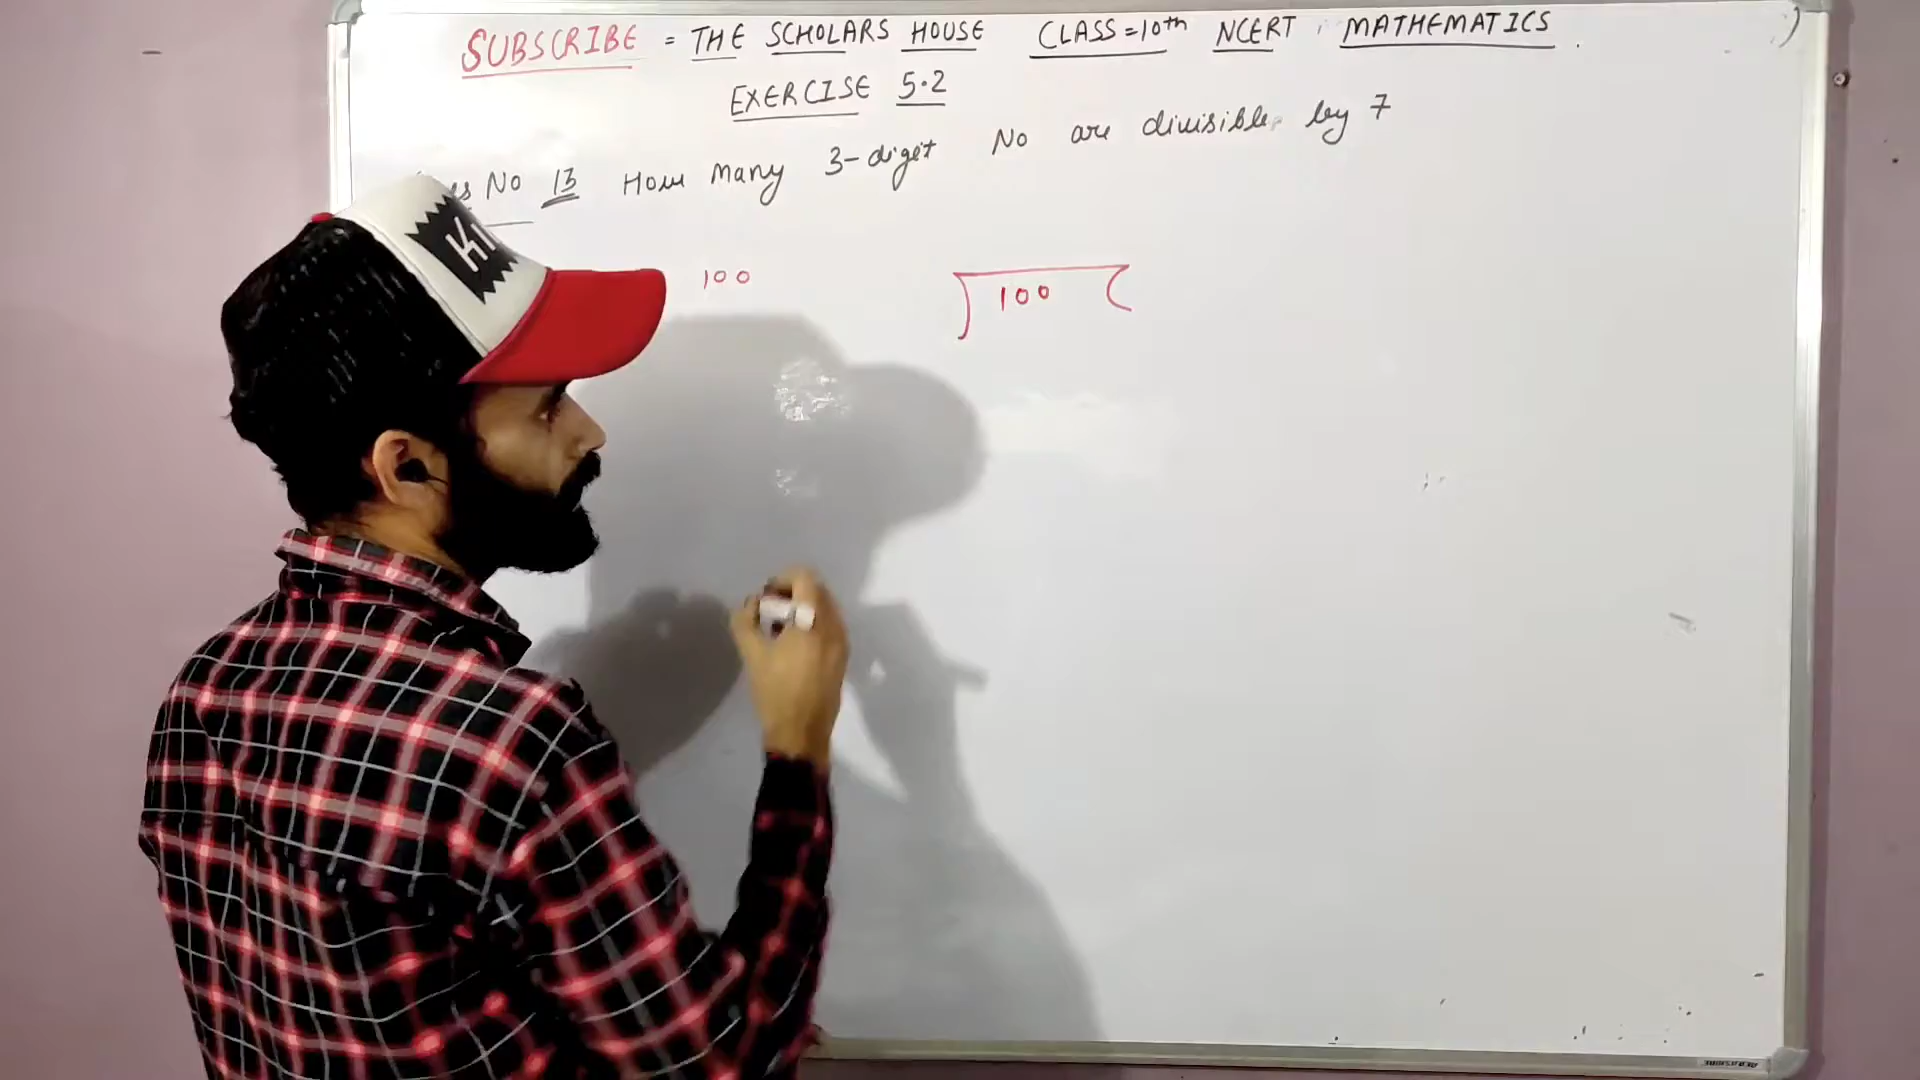 SUBSCRIBE = THE SCHOLARS HOUSE CLASS=10th NCERT MATHEMATICS
EXERCISE 5.2
No 13 How many 3-digit No are divisible by 7
100 100